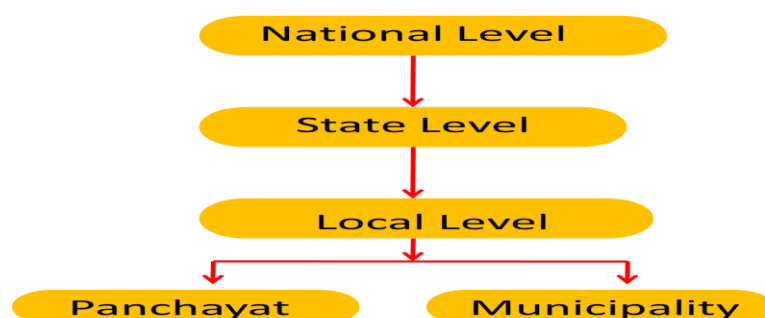 National Level
State Level
Local Level
Panchayat
Municipality